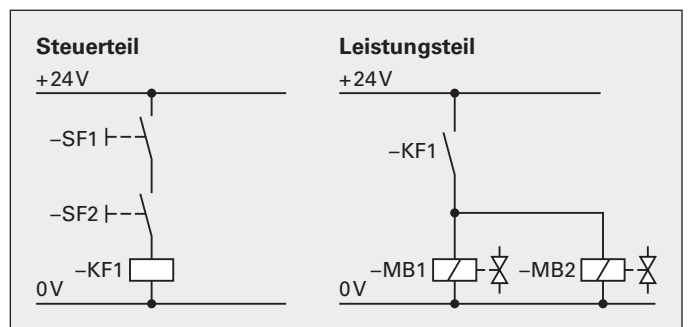 Steuerteil
+24V
–SF1
–SF2
–KF1
0V
Leistungsteil
+24V
–KF1
–MB1 –MB2
0V